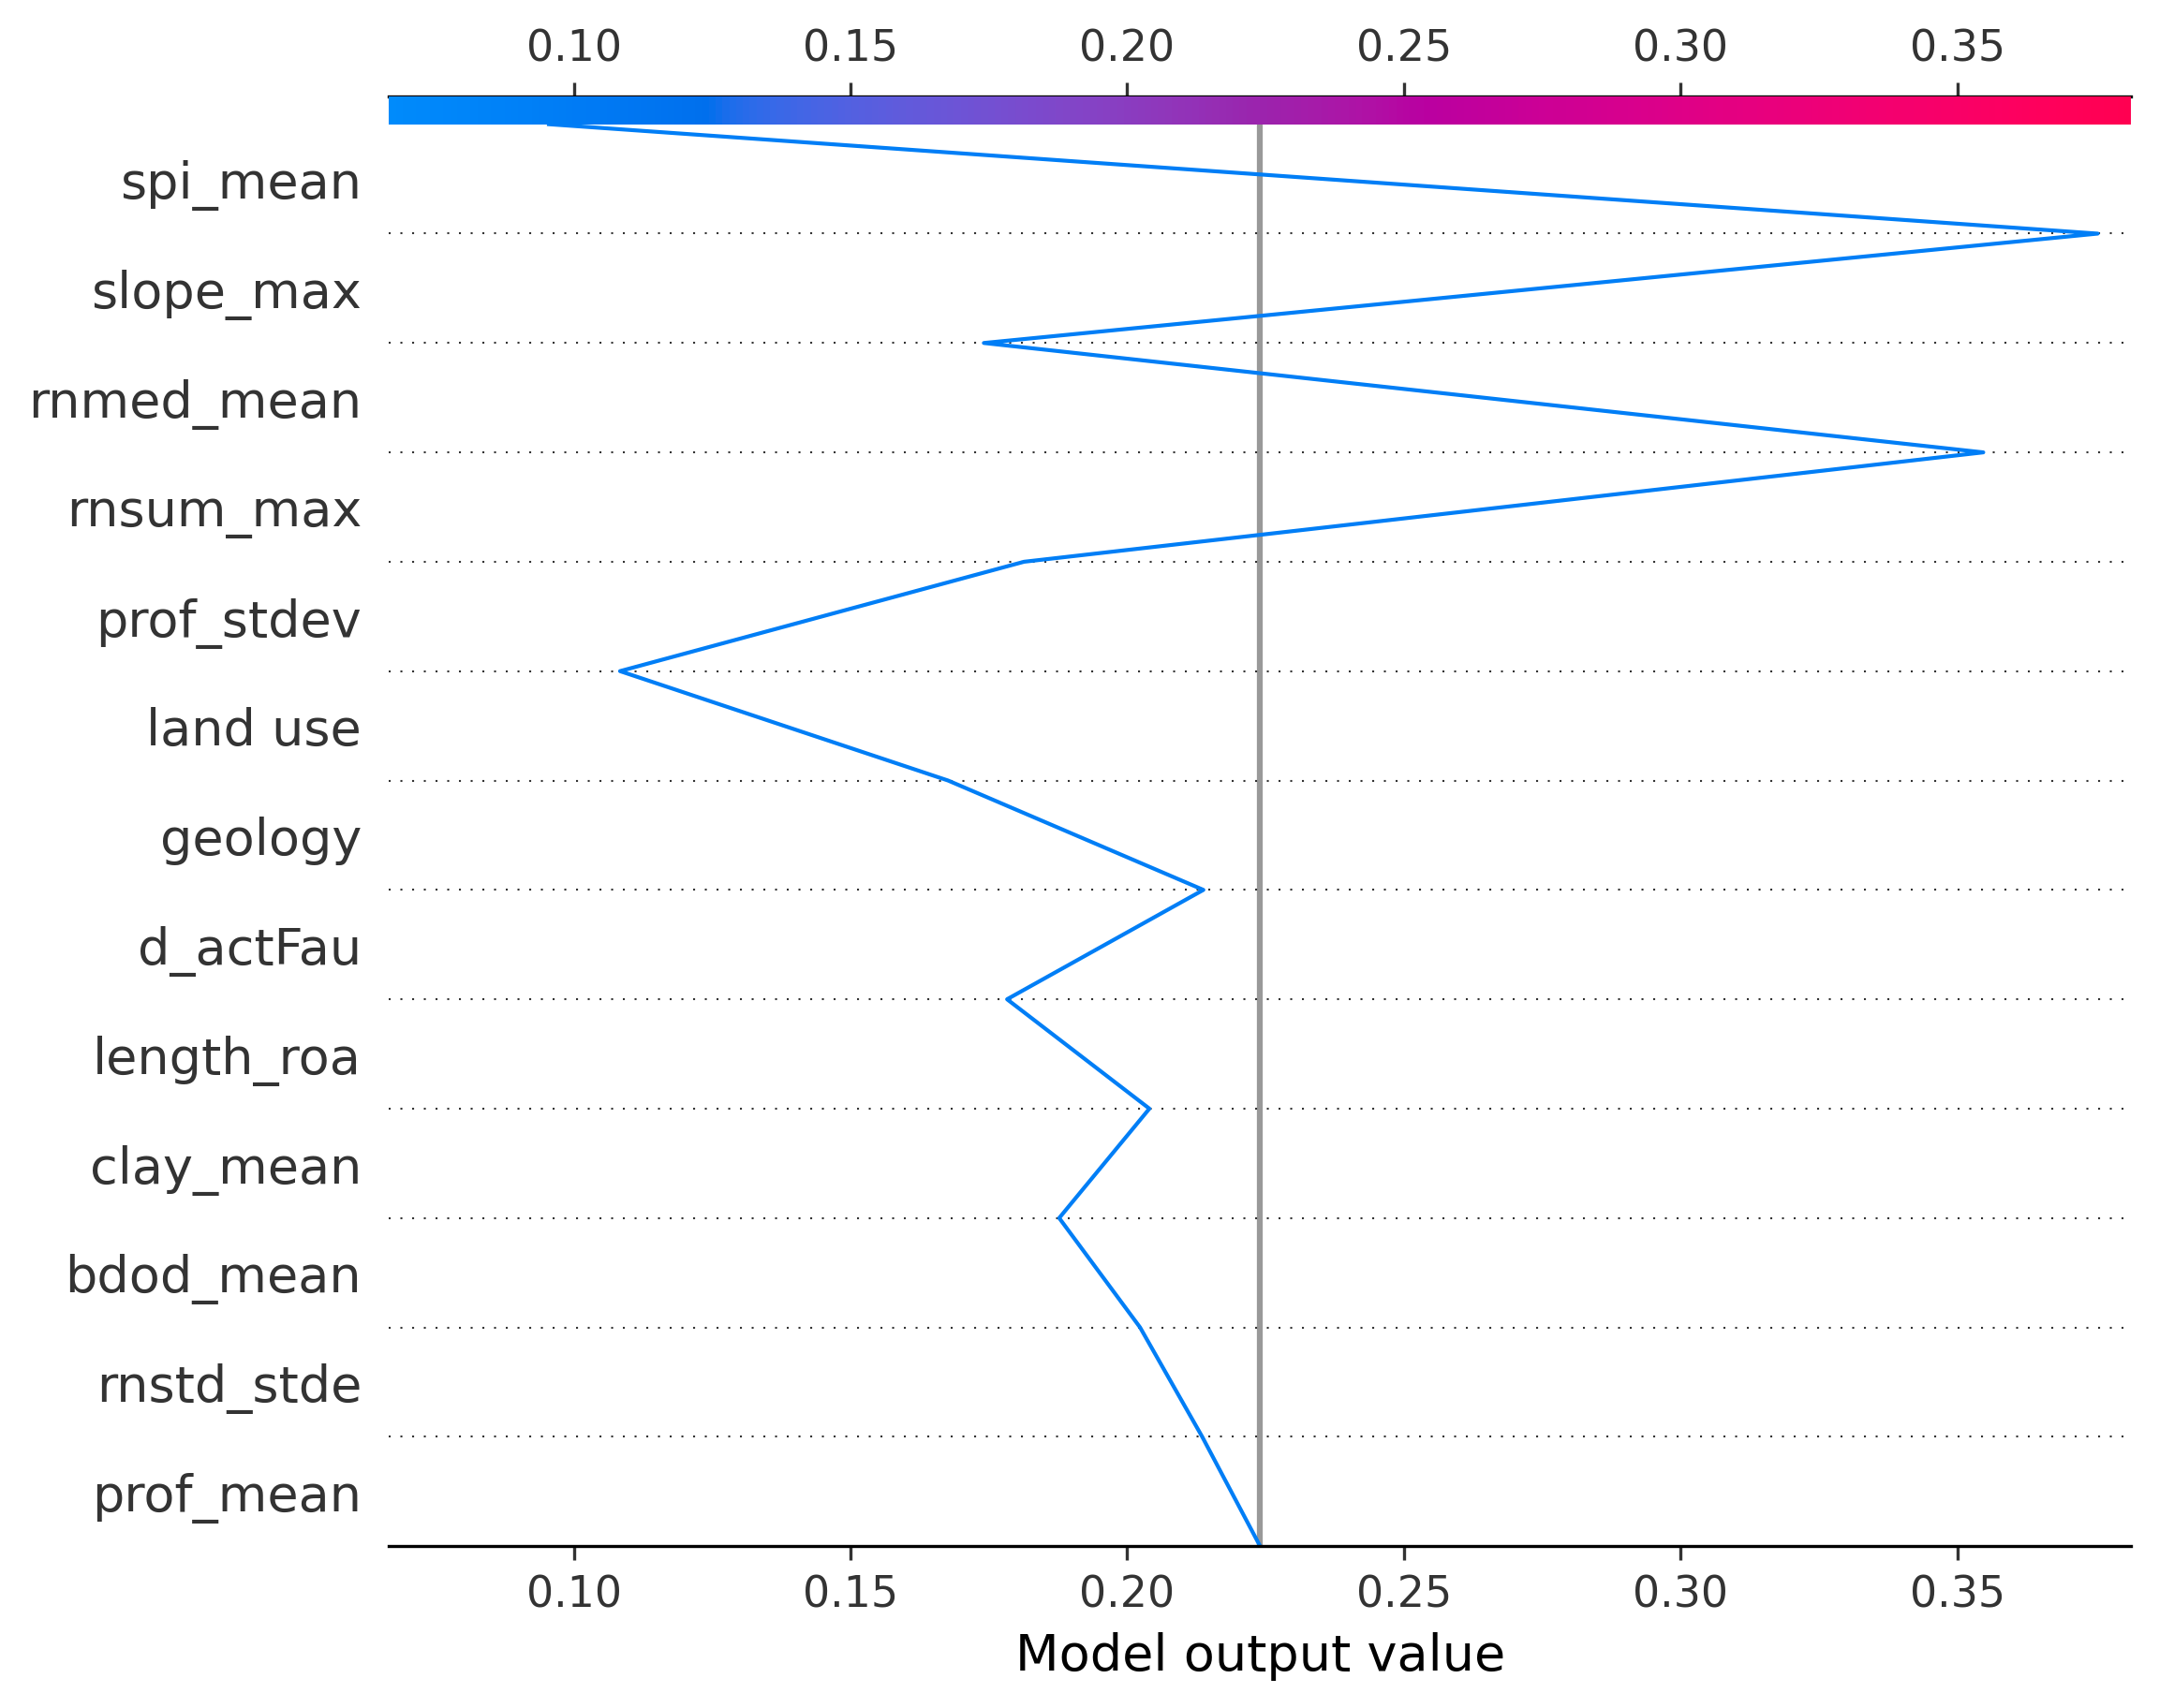 0.10 0.15 0.20 0.25 0.30 0.35
spi_mean
slope_max
rnmed_mean
rnsum_max
prof_stdev
land use
geology
d_actFau
length_roa
clay_mean
bdod_mean
rnstd_stde
prof_mean
0.10 0.15 0.20 0.25 0.30 0.35
Model output value